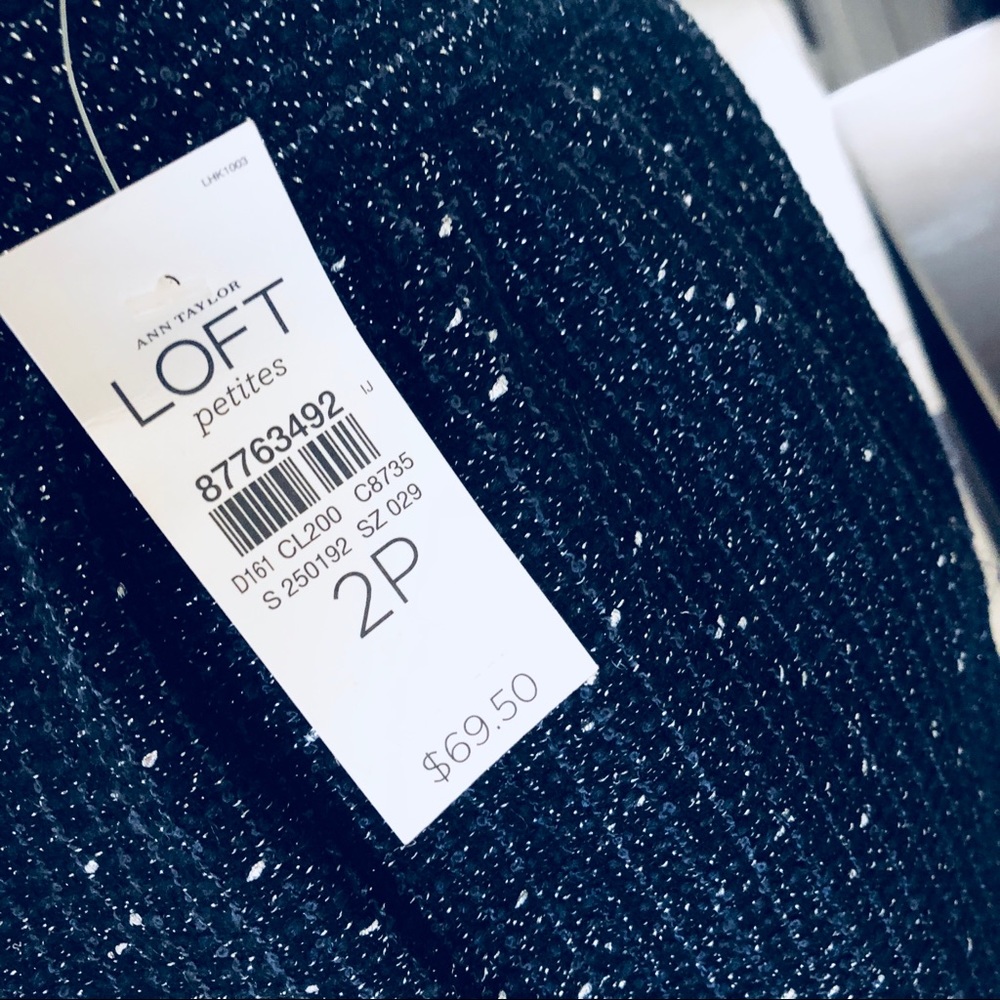 LHK1003
ANN TAYLOR
LOFT
petites
IJ
87763492
D161 CL200 C8735
S 250192 SZ 029
2P
$69.50